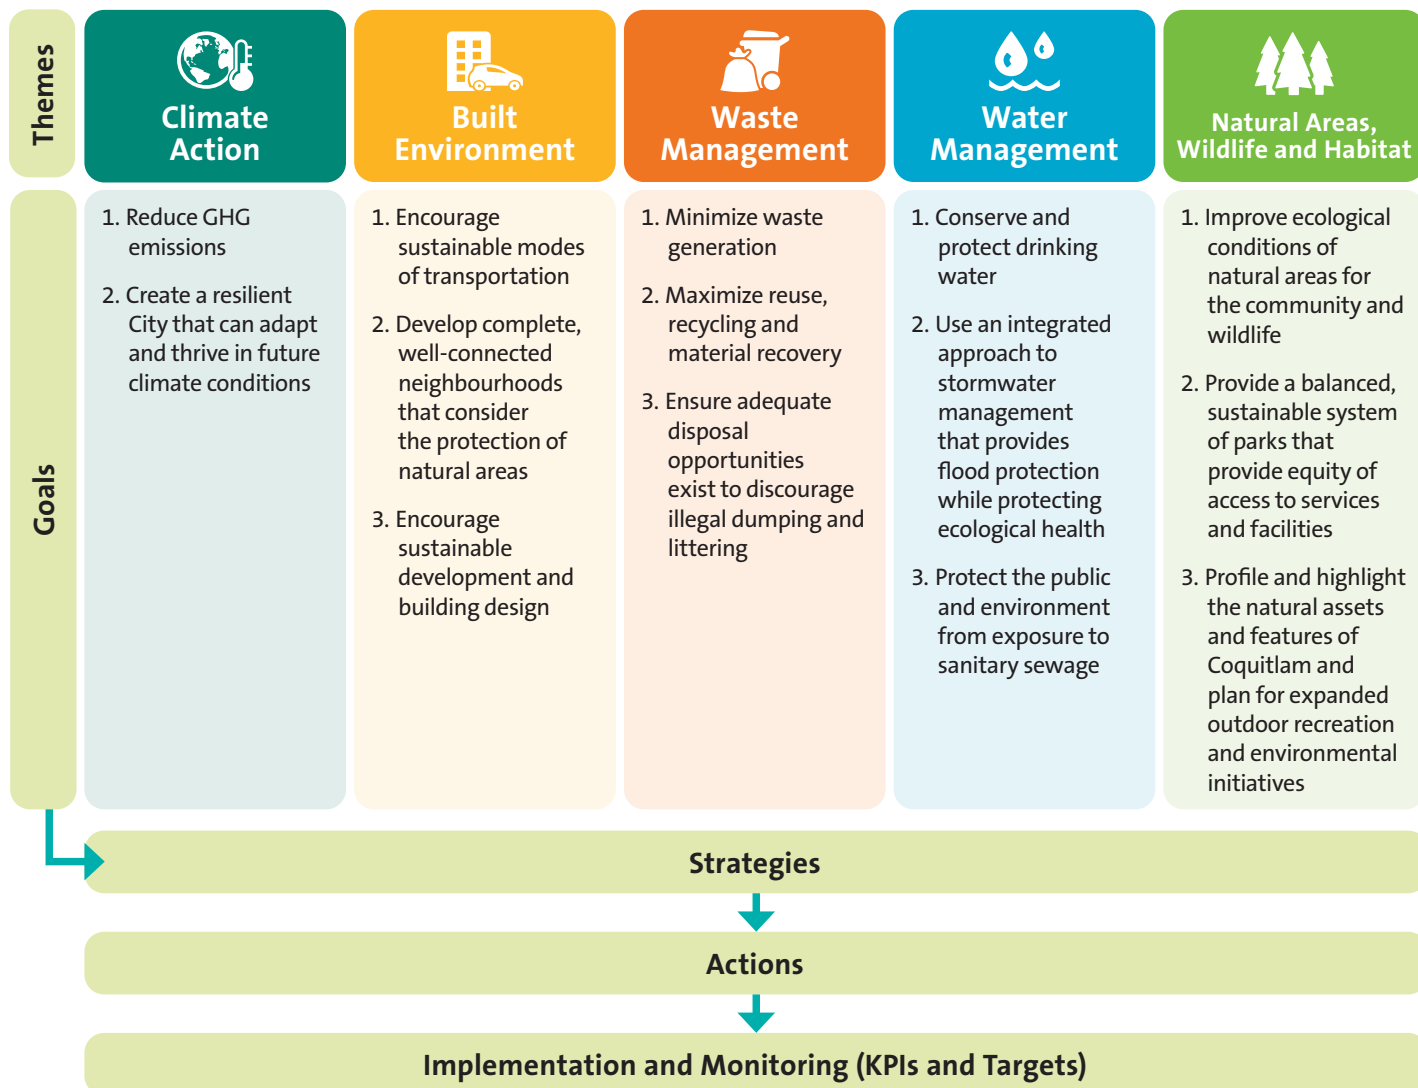 Themes
Climate
Action
Built
Environment
Waste
Management
Water
Management
Natural Areas,
Wildlife and Habitat
Goals
1. Reduce GHG
emissions
2. Create a resilient
City that can adapt
and thrive in future
climate conditions
1. Encourage
sustainable modes
of transportation
2. Develop complete,
well-connected
neighbourhoods
that consider
the protection of
natural areas
3. Encourage
sustainable
development and
building design
1. Minimize waste
generation
2. Maximize reuse,
recycling and
material recovery
3. Ensure adequate
disposal
opportunities
exist to discourage
illegal dumping and
littering
1. Conserve and
protect drinking
water
2. Use an integrated
approach to
stormwater
management
that provides
flood protection
while protecting
ecological health
3. Protect the public
and environment
from exposure to
sanitary sewage
1. Improve ecological
conditions of
natural areas for
the community and
wildlife
2. Provide a balanced,
sustainable system
of parks that
provide equity of
access to services
and facilities
3. Profile and highlight
the natural assets
and features of
Coquitlam and
plan for expanded
outdoor recreation
and environmental
initiatives
Strategies
Actions
Implementation and Monitoring (KPIs and Targets)